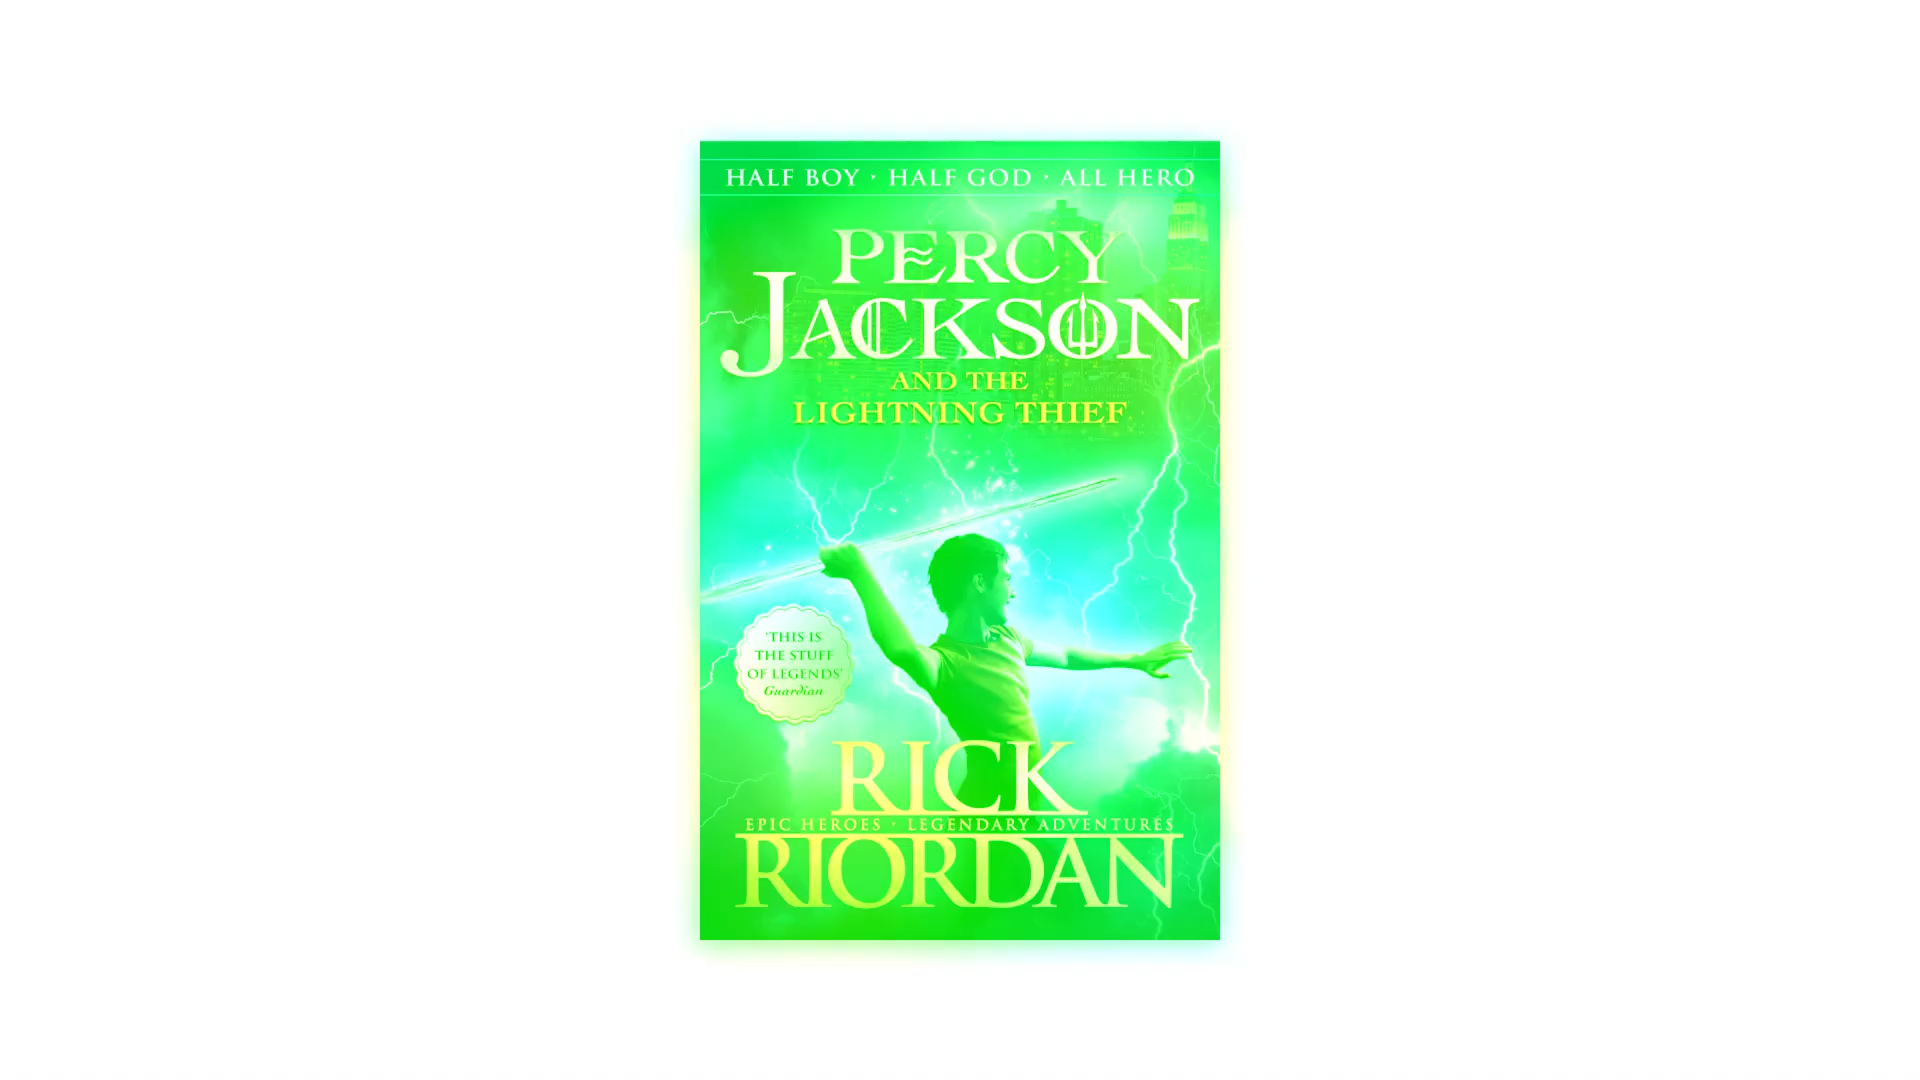 HALF BOY · HALF GOD · ALL HERO
PERCY
JACKSON
AND THE
LIGHTNING THIEF
'THIS IS
THE STUFF
OF LEGENDS'
Guardian
RICK
EPIC HEROES · LEGENDARY ADVENTURES
RIORDAN